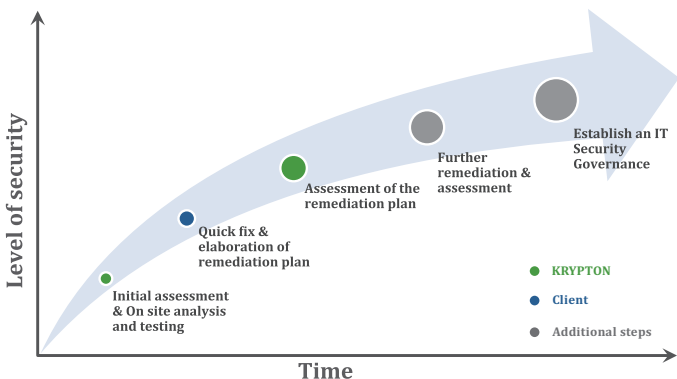 Level of security
Establish an IT
Security
Governance
Further
remediation &
assessment
Assessment of the
remediation plan
Quick fix &
elaboration of
remediation plan
Initial assessment
& On site analysis
and testing
KRYPTON
Client
Additional steps
Time